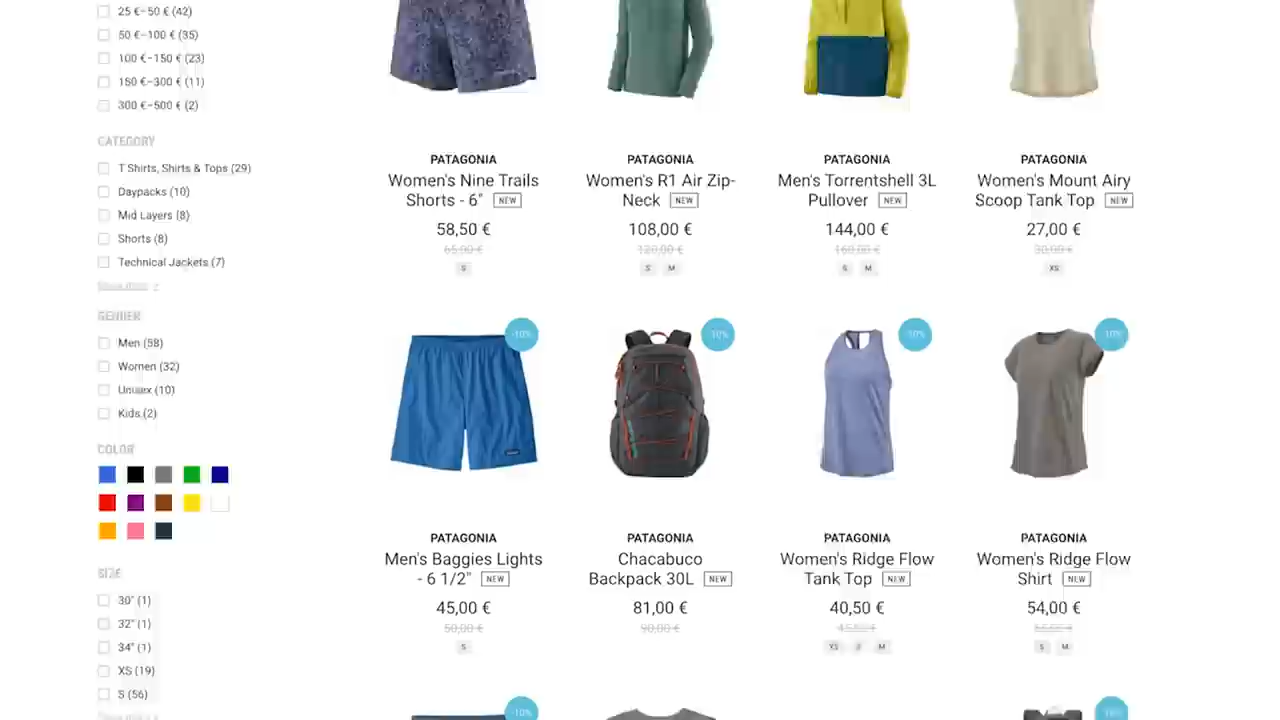 25 €–50 € (42)
50 €–100 € (35)
100 €–150 € (23)
150 €–300 € (11)
300 €–500 € (2)
CATEGORY
T Shirts, Shirts & Tops (29)
Daypacks (10)
Mid Layers (8)
Shorts (8)
Technical Jackets (7)
GENDER
Men (58)
Women (32)
Unisex (10)
Kids (2)
COLOR
SIZE
30" (1)
32" (1)
34" (1)
XS (19)
S (56)
PATAGONIA
Women's Nine Trails
Shorts - 6" NEW
58,50 €
65,00 €
S
PATAGONIA
Women's R1 Air Zip-
Neck NEW
108,00 €
120,00 €
S M
PATAGONIA
Men's Torrentshell 3L
Pullover NEW
144,00 €
160,00 €
S M
PATAGONIA
Women's Mount Airy
Scoop Tank Top NEW
27,00 €
30,00 €
XS
-10%
PATAGONIA
Men's Baggies Lights
- 6 1/2" NEW
45,00 €
50,00 €
S
-10%
PATAGONIA
Chacabuco
Backpack 30L NEW
81,00 €
90,00 €
-10%
PATAGONIA
Women's Ridge Flow
Tank Top NEW
40,50 €
XS S M
-10%
PATAGONIA
Women's Ridge Flow
Shirt NEW
54,00 €
S M
-10%
-10%